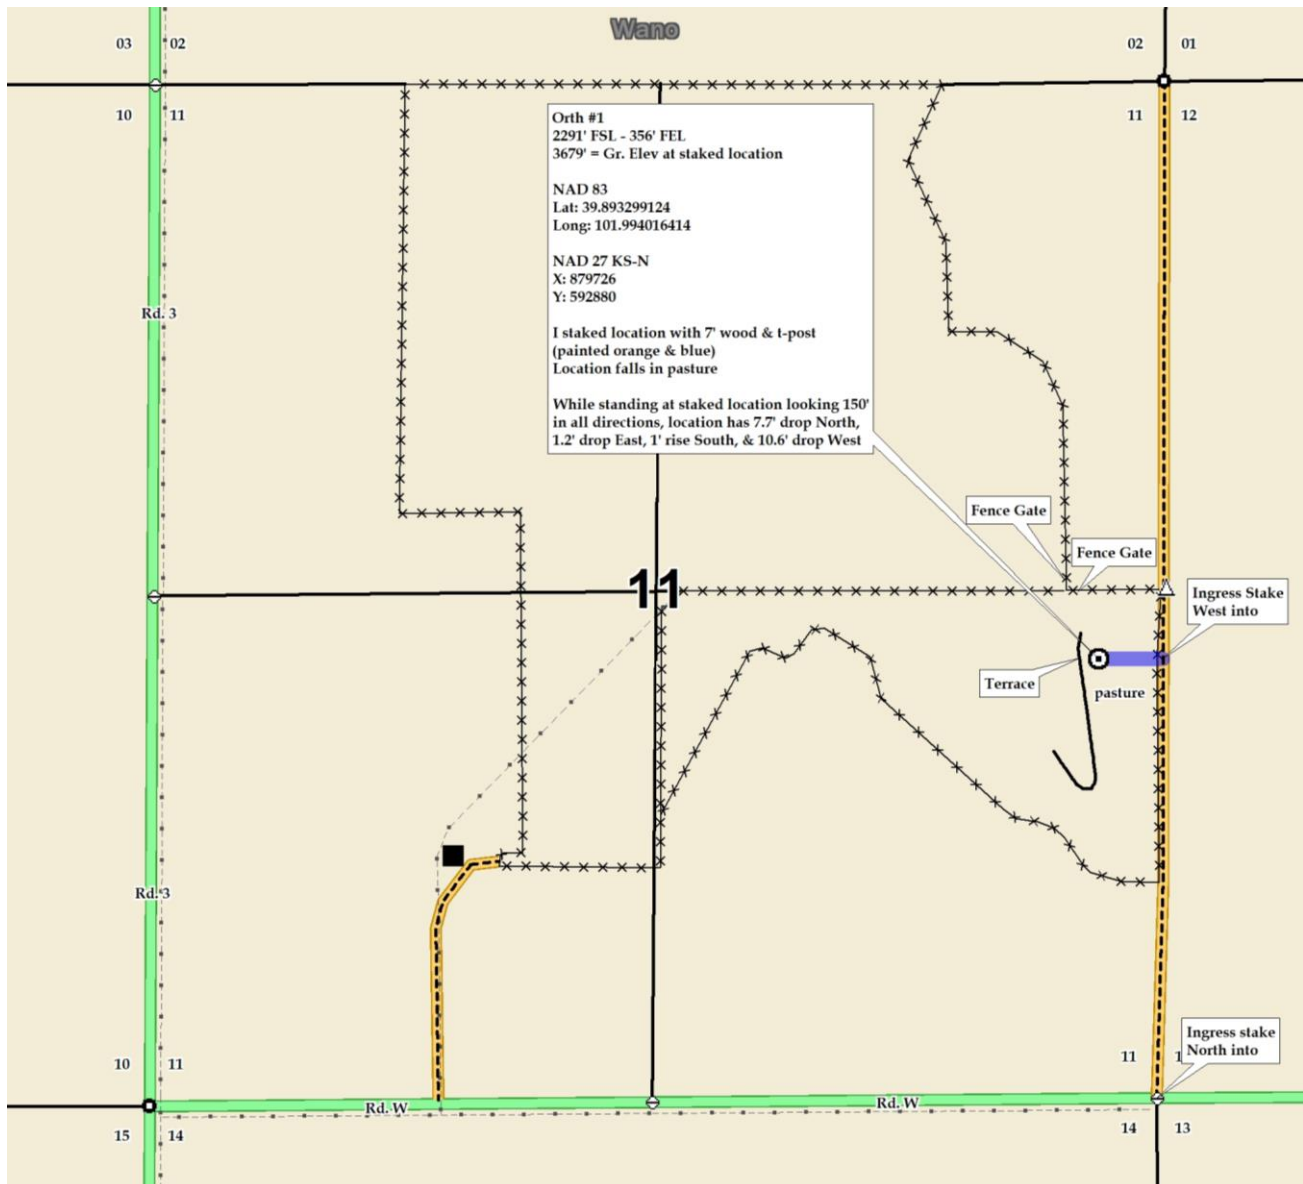 Wano
03
02
02
01
10
11
11
12
Orth #1
2291' FSL - 356' FEL
3679' = Gr. Elev at staked location
NAD 83
Lat: 39.893299124
Long: 101.994016414
NAD 27 KS-N
X: 879726
Y: 592880
I staked location with 7' wood & t-post
(painted orange & blue)
Location falls in pasture
While standing at staked location looking 150'
in all directions, location has 7.7' drop North,
1.2' drop East, 1' rise South, & 10.6' drop West
Rd. 3
Fence Gate
Fence Gate
11
Ingress Stake
West into
Terrace
pasture
Rd. 3
Ingress stake
North into
10
11
11
Rd. W
Rd. W
15
14
14
13